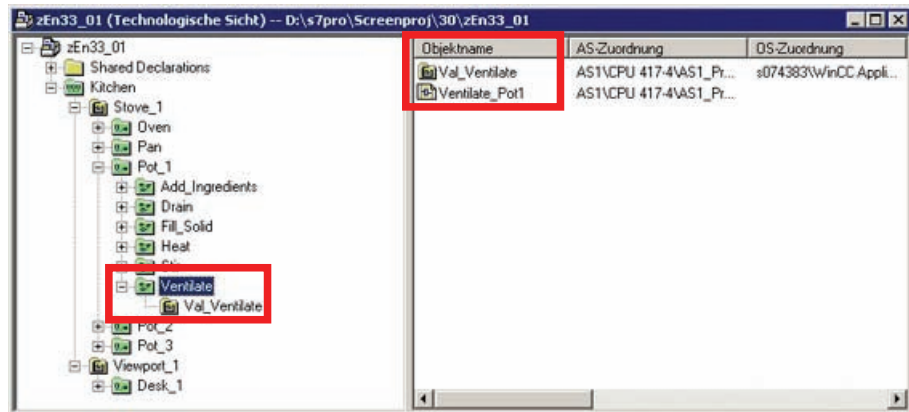 zEn33_01 (Technologische Sicht) -- D:\s7pro\Screenproj\30\zEn33_01
zEn33_01
Shared Declarations
Kitchen
Stove_1
Oven
Pan
Pot_1
Add_Ingredients
Drain
Fill_Solid
Heat
Ventilate
Val_Ventilate
Pot_2
Pot_3
Viewport_1
Desk_1
Objektname AS-Zuordnung OS-Zuordnung
Val_Ventilate AS1\CPU 417-4\AS1_Pr... s074383\WinCC Appli...
Ventilate_Pot1 AS1\CPU 417-4\AS1_Pr...